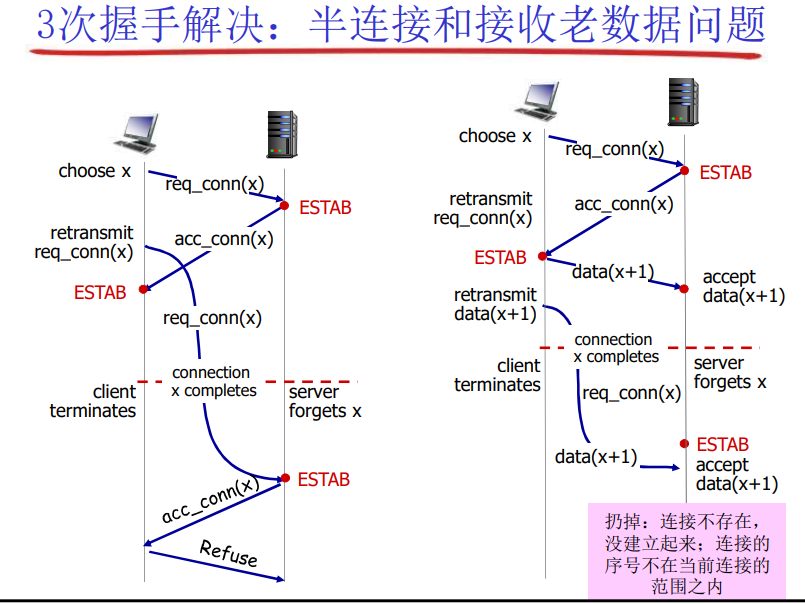 3次握手解决：半连接和接收老数据问题
choose x
req_conn(x)
ESTAB
retransmit
req_conn(x)
acc_conn(x)
ESTAB
req_conn(x)
connection
x completes
client
terminates
server
forgets x
ESTAB
acc_conn(x)
Refuse
choose x
req_conn(x)
ESTAB
retransmit
req_conn(x)
acc_conn(x)
ESTAB
data(x+1)
accept
data(x+1)
retransmit
data(x+1)
connection
x completes
client
terminates
server
forgets x
req_conn(x)
ESTAB
data(x+1)
accept
data(x+1)
扔掉：连接不存在，
没建立起来；连接的
序号不在当前连接的
范围之内